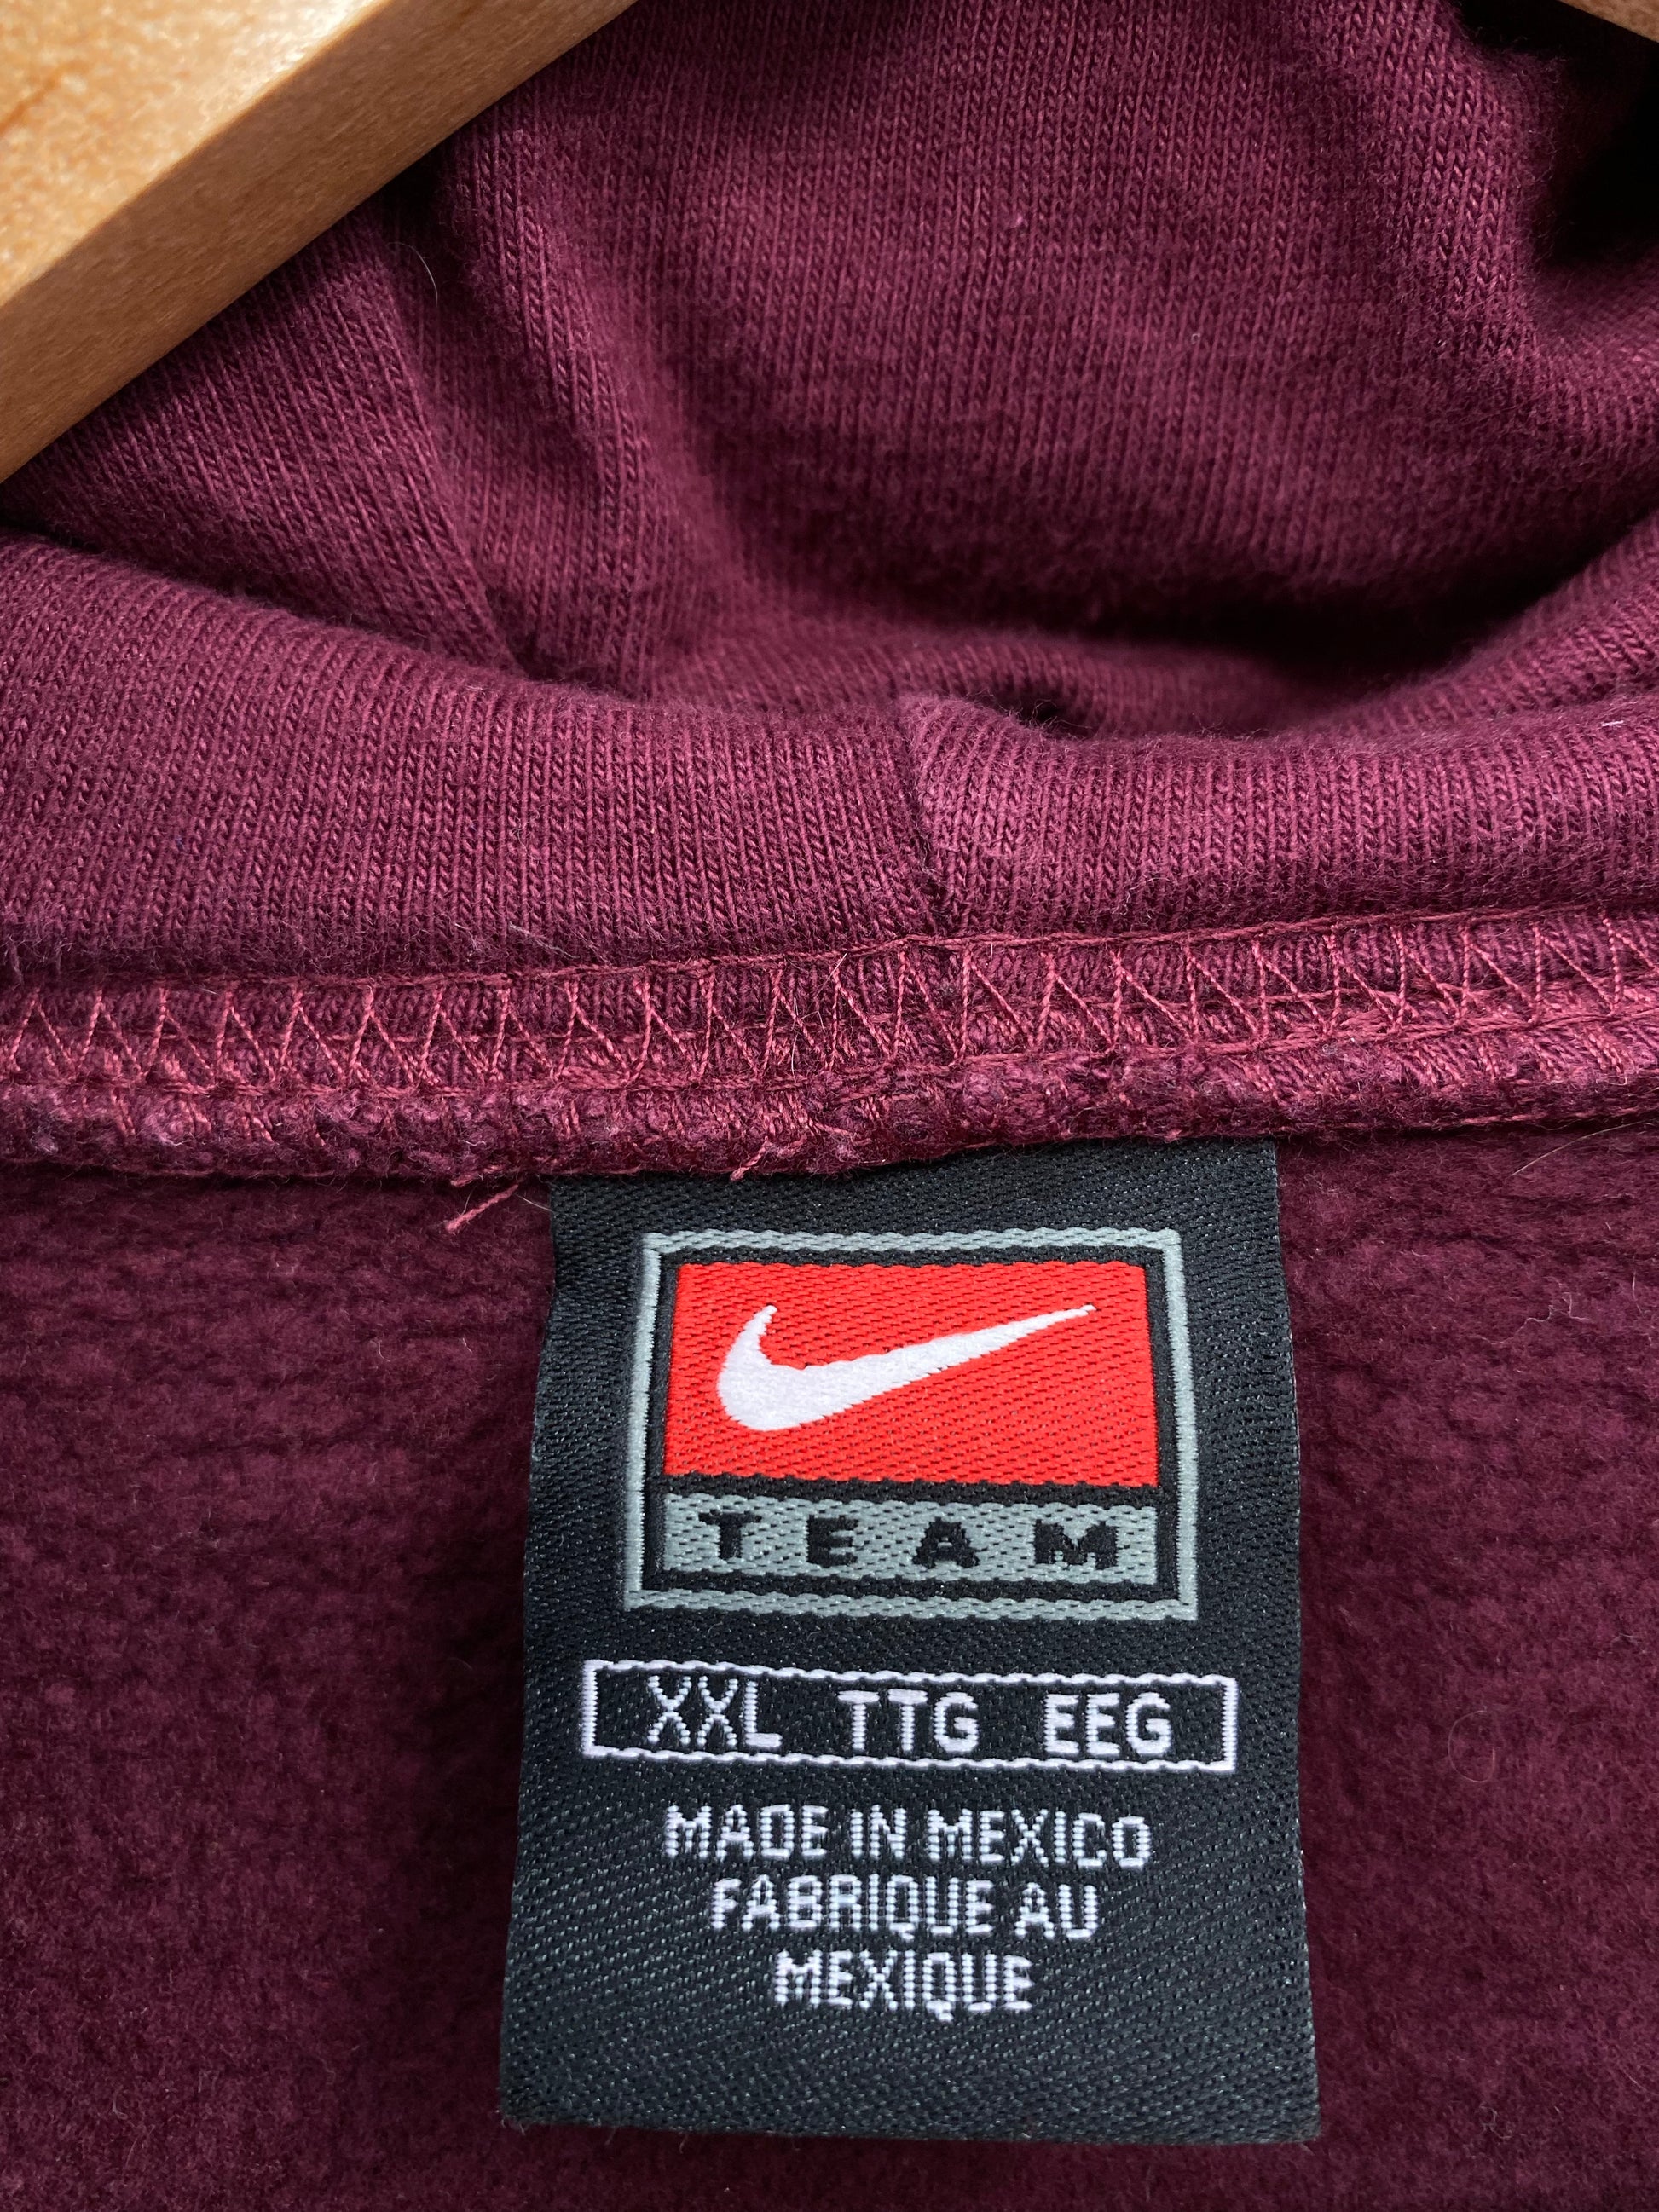 TEAM
XXL TTG EEG
MADE IN MEXICO
FABRIQUE AU
MEXIQUE